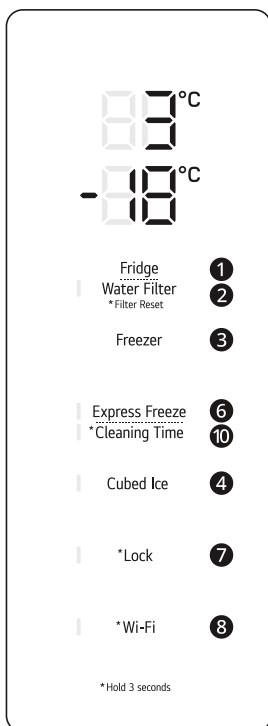 3°C
-18°C
Fridge 1
Water Filter 2
*Filter Reset
Freezer 3
Express Freeze 6
*Cleaning Time 10
Cubed Ice 4
*Lock 7
*Wi-Fi 8
*Hold 3 seconds